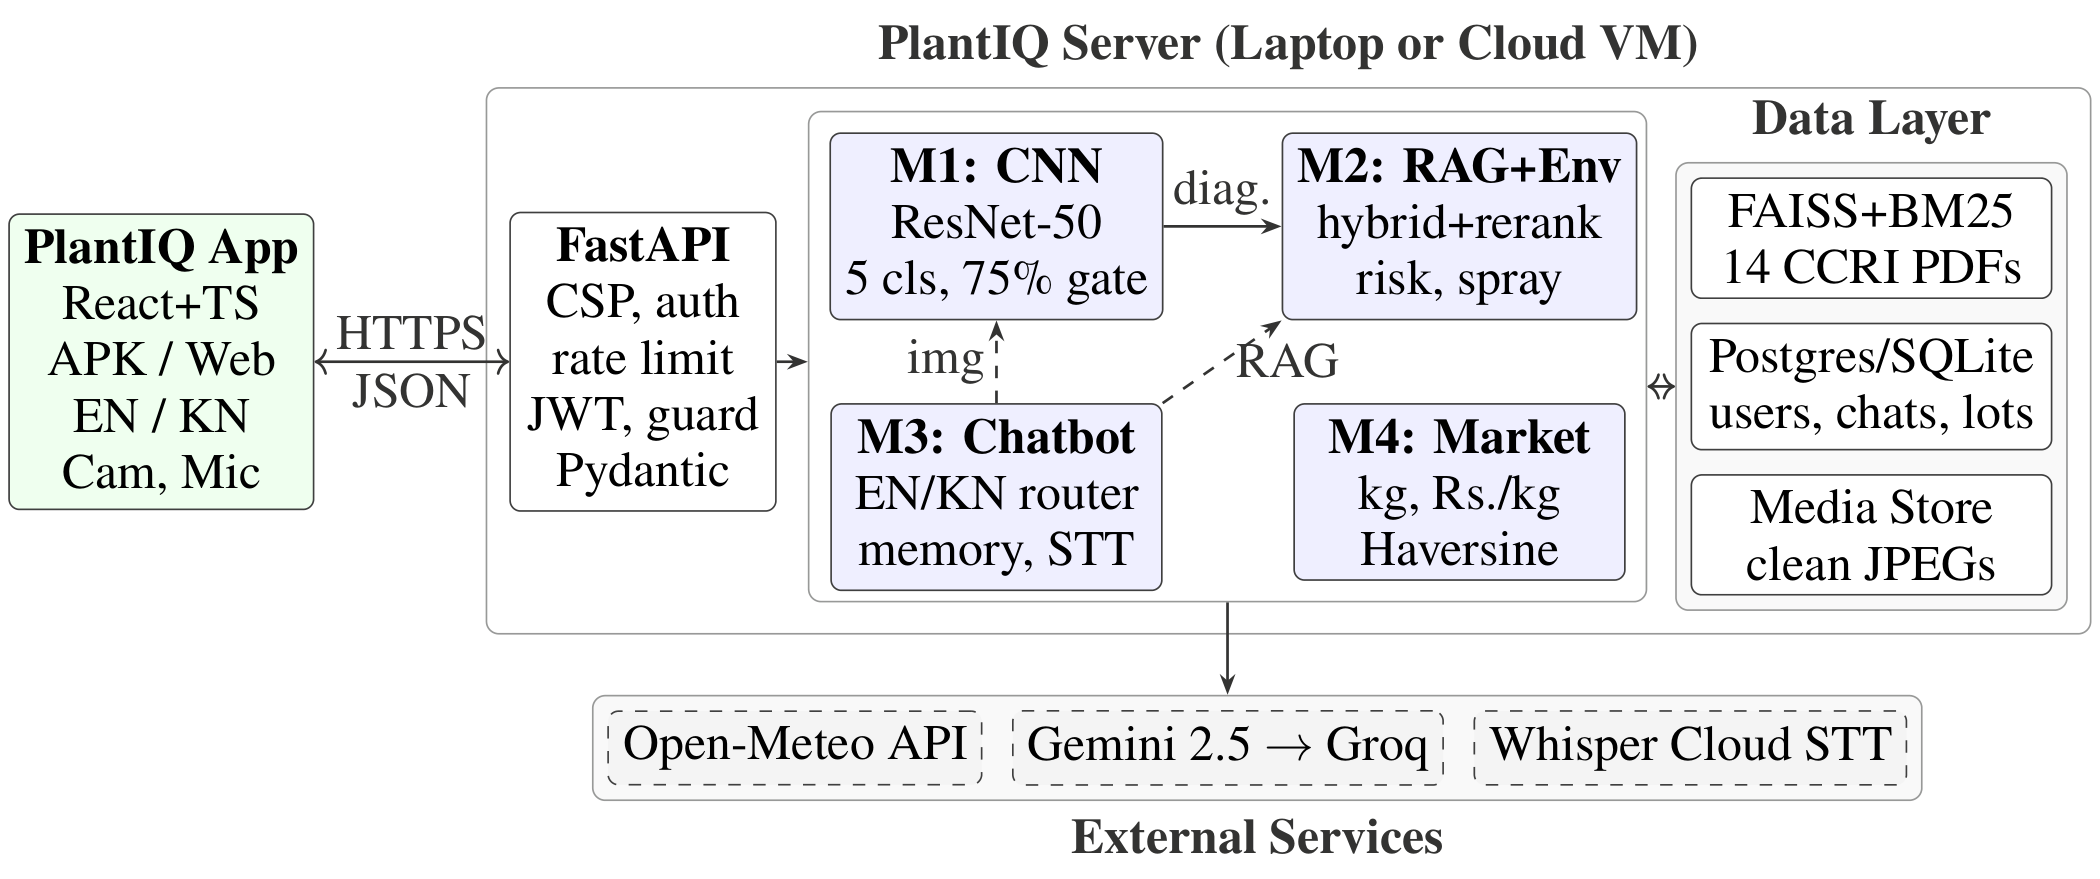 PlantIQ Server (Laptop or Cloud VM)
PlantIQ App
React+TS
APK / Web
EN / KN
Cam, Mic
HTTPS
JSON
FastAPI
CSP, auth
rate limit
JWT, guard
Pydantic
M1: CNN
ResNet-50
5 cls, 75% gate
diag.
M2: RAG+Env
hybrid+rerank
risk, spray
img
RAG
M3: Chatbot
EN/KN router
memory, STT
M4: Market
kg, Rs./kg
Haversine
Data Layer
FAISS+BM25
14 CCRI PDFs
Postgres/SQLite
users, chats, lots
Media Store
clean JPEGs
Open-Meteo API
Gemini 2.5 → Groq
Whisper Cloud STT
External Services